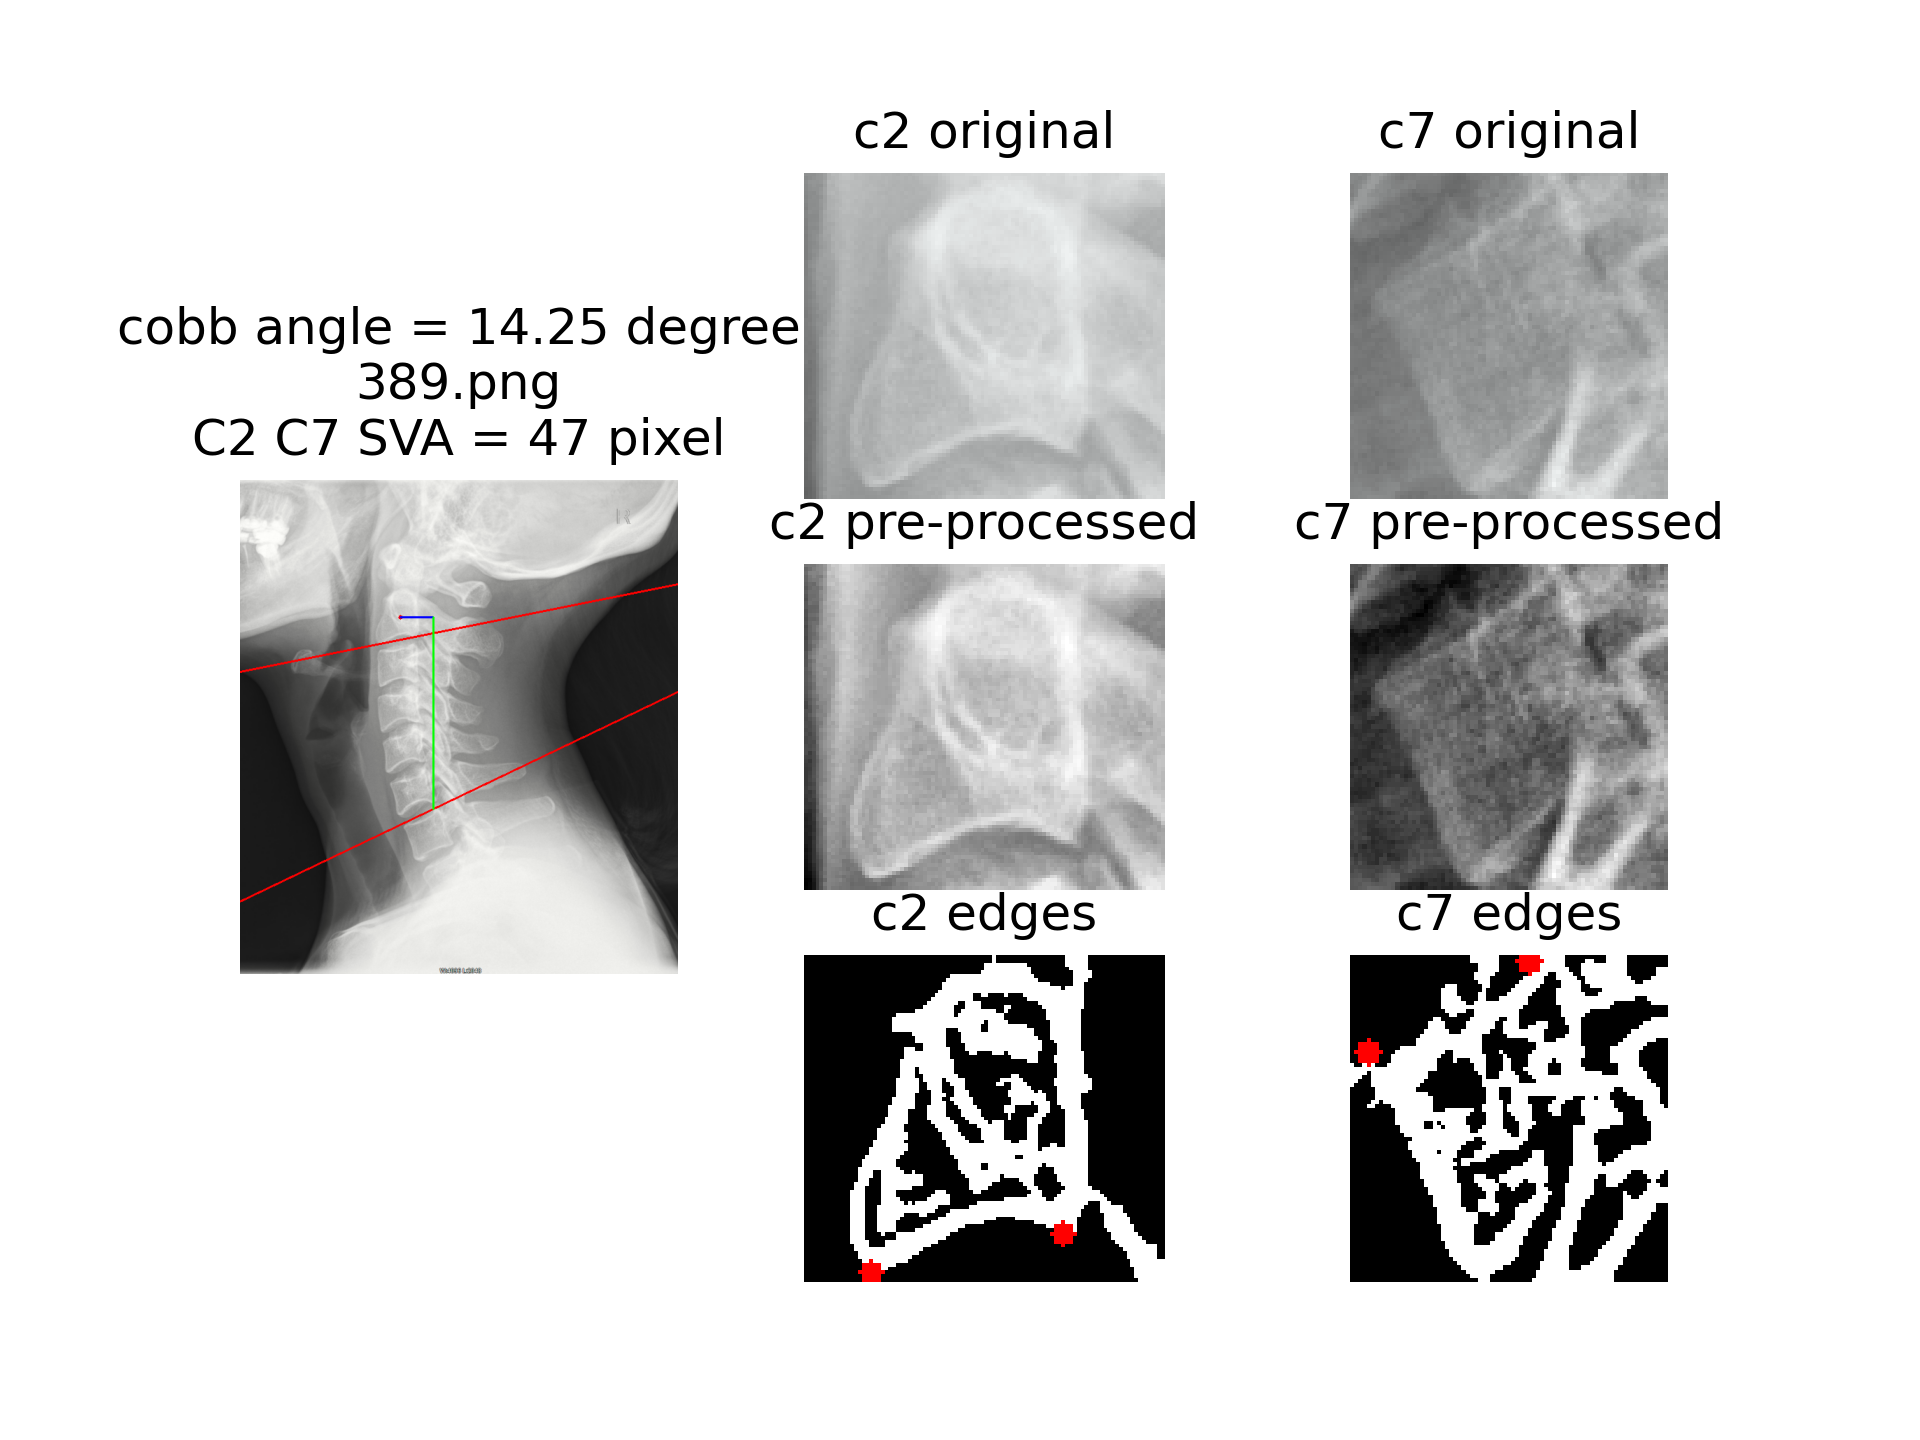 cobb angle = 14.25 degree
389.png
C2 C7 SVA = 47 pixel
c2 original
c7 original
c2 pre-processed
c7 pre-processed
c2 edges
c7 edges